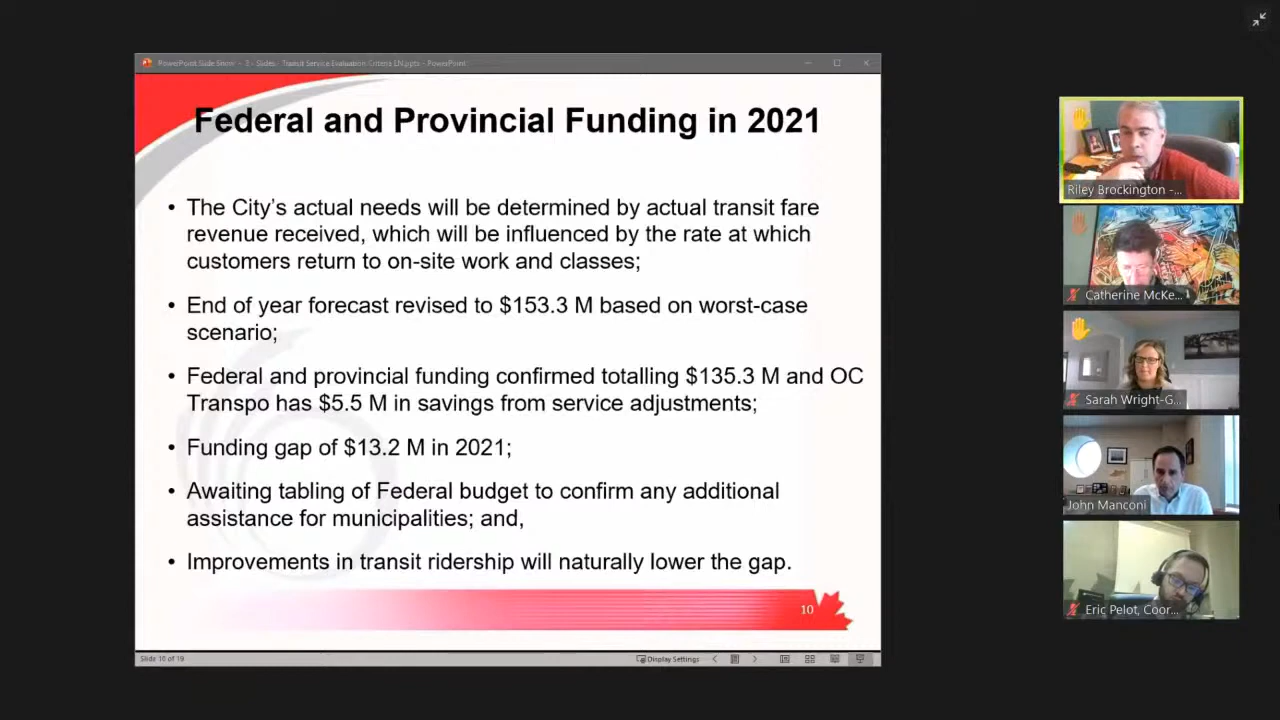 PowerPoint Slide Show - 3 - Slides - Transit Service Evaluation Criteria EN.pptx - PowerPoint
Federal and Provincial Funding in 2021
• The City's actual needs will be determined by actual transit fare
revenue received, which will be influenced by the rate at which
customers return to on-site work and classes;
• End of year forecast revised to $153.3 M based on worst-case
scenario;
• Federal and provincial funding confirmed totalling $135.3 M and OC
Transpo has $5.5 M in savings from service adjustments;
• Funding gap of $13.2 M in 2021;
• Awaiting tabling of Federal budget to confirm any additional
assistance for municipalities; and,
• Improvements in transit ridership will naturally lower the gap.
10
Slide 10 of 19
Display Settings
Riley Brockington -...
Catherine McKe...
Sarah Wright-G...
John Manconi
Eric Pelot, Coor...